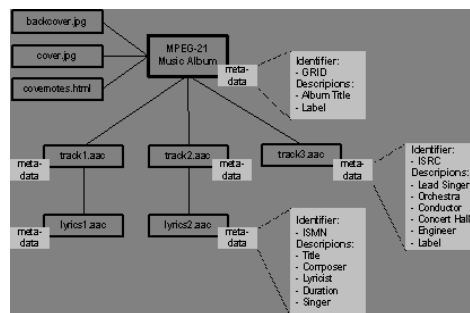 backcover.jpg
cover.jpg
covernotes.html
MPEG-21
Music Album
meta-
data
Identifier:
- GRID
Descripions:
- Album Title
- Label
track1.aac
meta-
data
track2.aac
meta-
data
track3.aac
meta-
data
Identifier:
- ISRC
Descripions:
- Lead Singer
- Orchestra
- Conductor
- Concert Hall
- Engineer
- Label
lyrics1.aac
meta-
data
lyrics2.aac
meta-
data
Identifier:
- ISMN
Descripions:
- Title
- Composer
- Lyricist
- Duration
- Singer